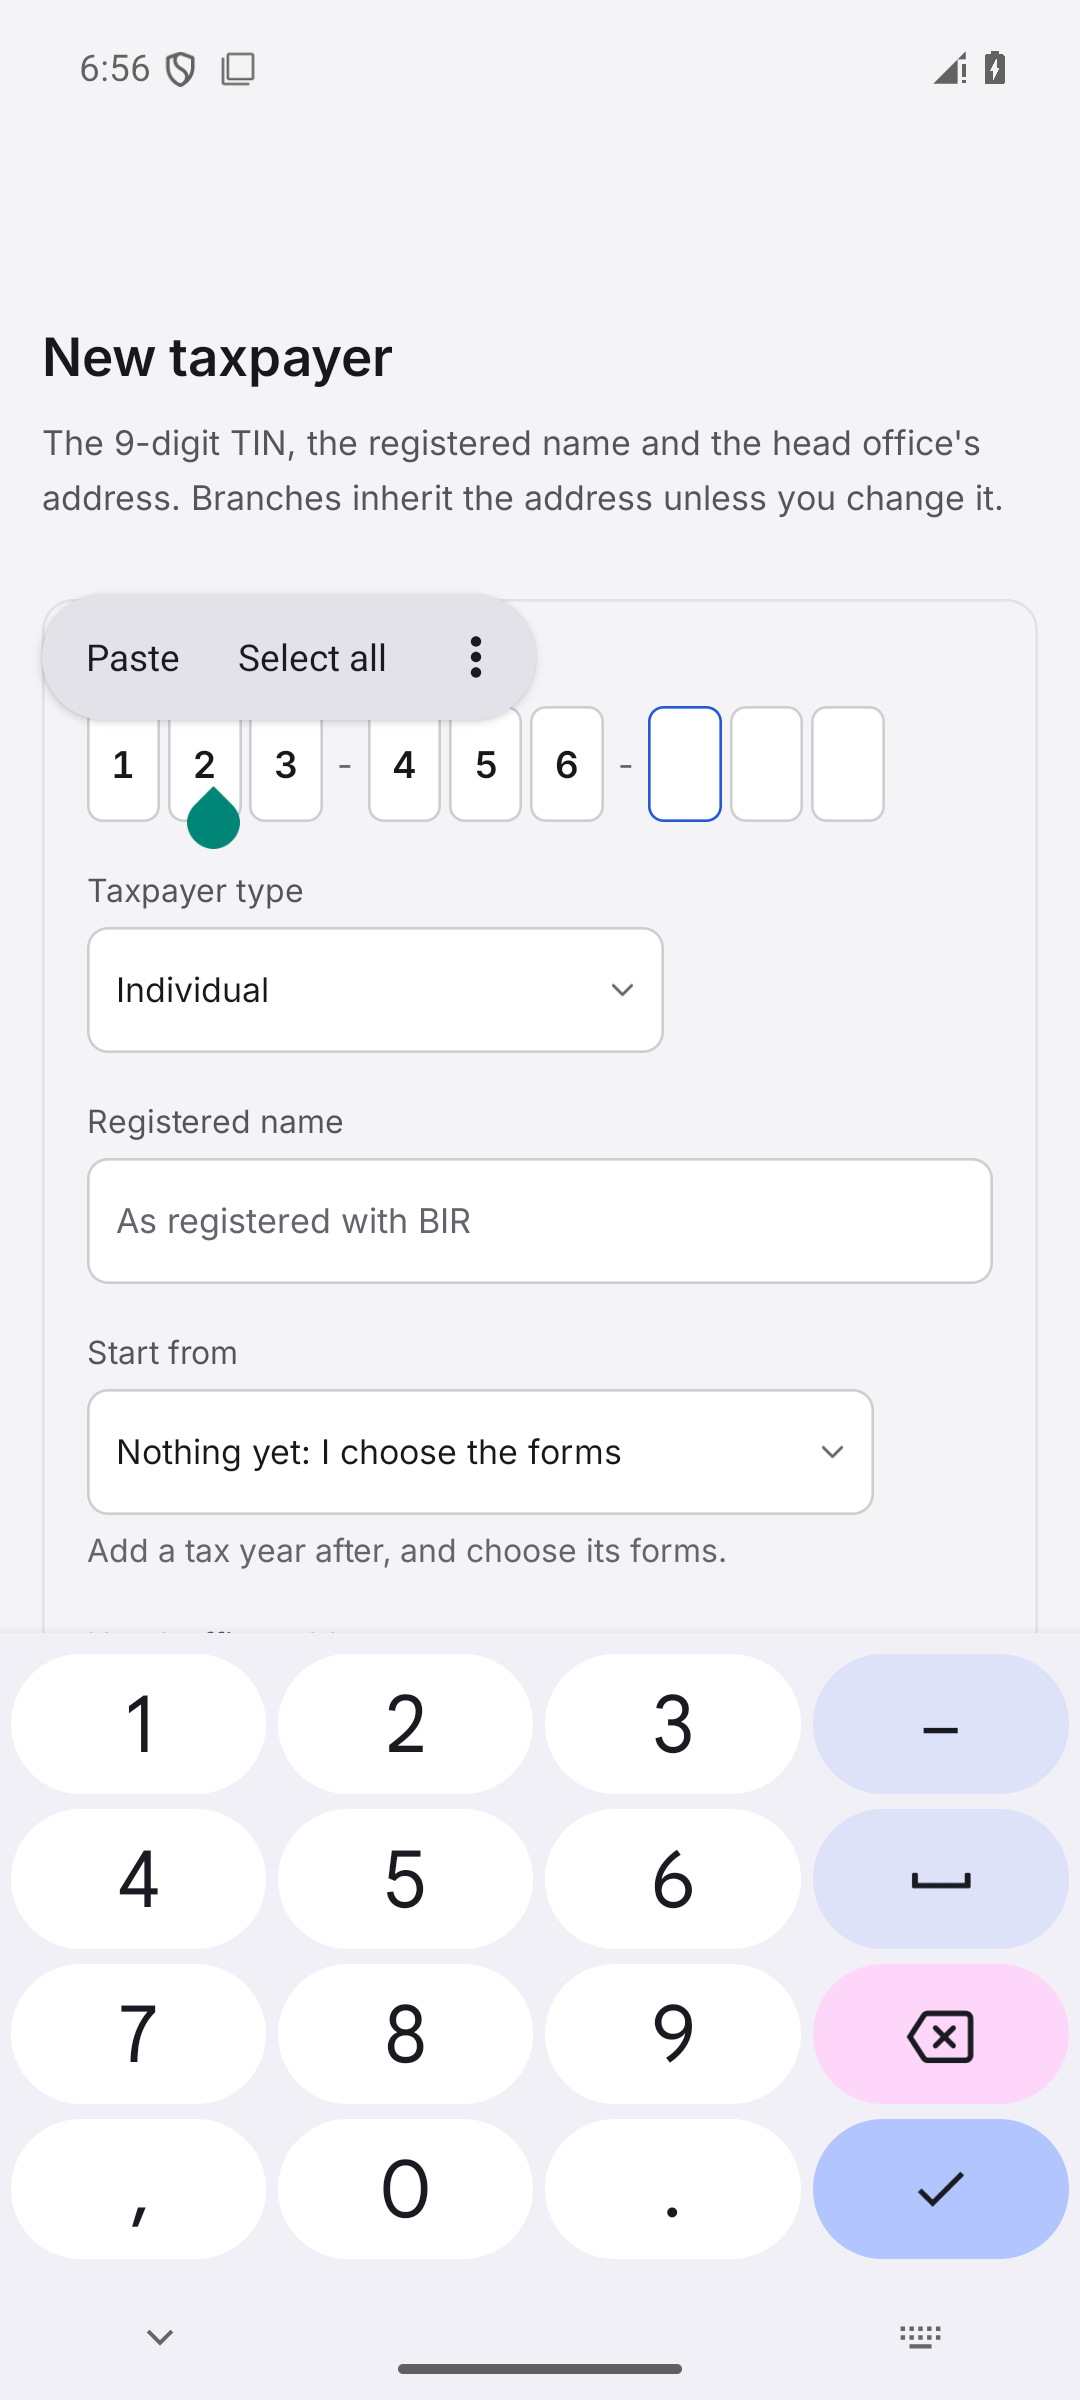 6:56
New taxpayer
The 9-digit TIN, the registered name and the head office's
address. Branches inherit the address unless you change it.
Paste Select all
1 2 3 - 4 5 6 -
Taxpayer type
Individual
Registered name
As registered with BIR
Start from
Nothing yet: I choose the forms
Add a tax year after, and choose its forms.
1 2 3 –
4 5 6
7 8 9
, 0 .